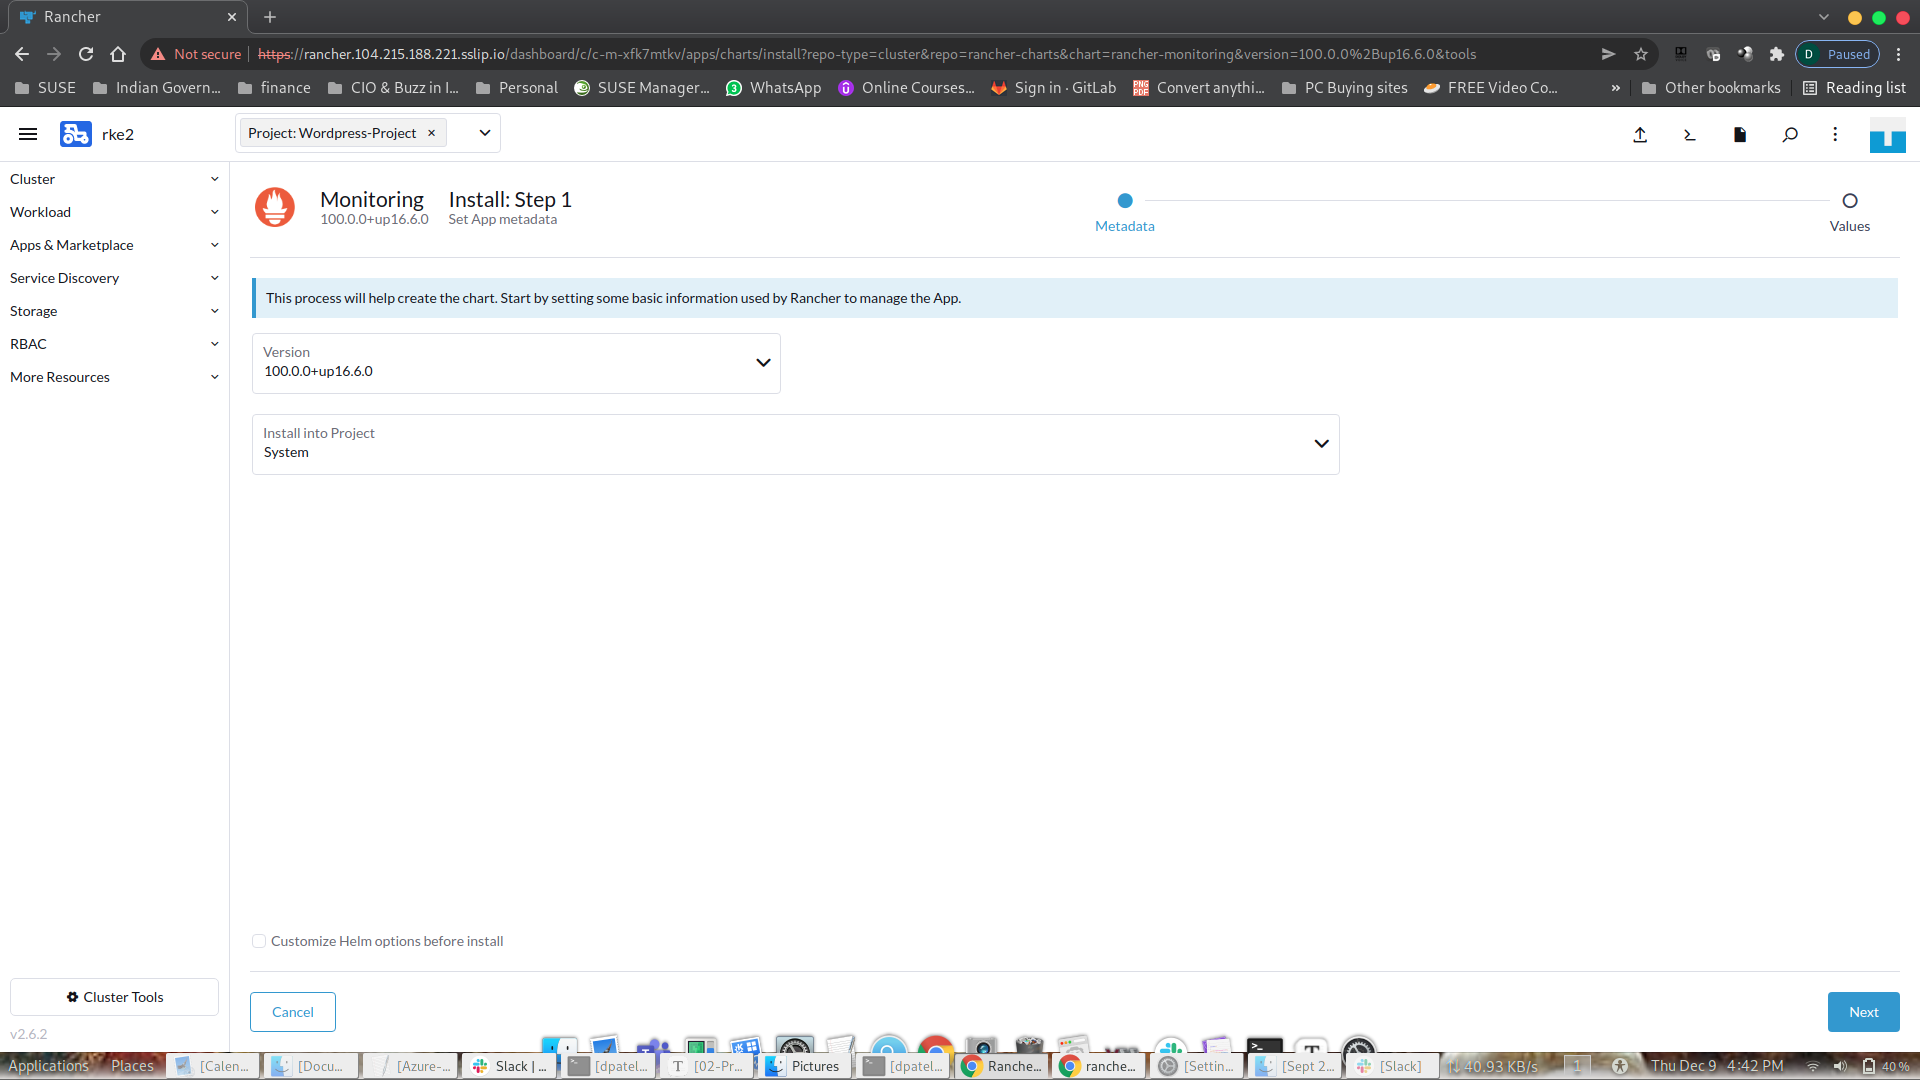 Rancher
Not secure https://rancher.104.215.188.221.sslip.io/dashboard/c/c-m-xfk7mtkv/apps/charts/install?repo-type=cluster&repo=rancher-charts&chart=rancher-monitoring&version=100.0.0%2Bup16.6.0&tools D Paused
SUSE Indian Govern... finance CIO & Buzz in I... Personal SUSE Manager... WhatsApp Online Courses... Sign in · GitLab Convert anythi... PC Buying sites FREE Video Co... » Other bookmarks Reading list
rke2 Project: Wordpress-Project
Cluster
Workload
Apps & Marketplace
Service Discovery
Storage
RBAC
More Resources
Monitoring Install: Step 1
100.0.0+up16.6.0 Set App metadata
Metadata Values
This process will help create the chart. Start by setting some basic information used by Rancher to manage the App.
Version
100.0.0+up16.6.0
Install into Project
System
Customize Helm options before install
Cluster Tools
Cancel Next
v2.6.2
Applications Places [Calen... [Docu... [Azure-... Slack |... [dpatel... [02-Pr... Pictures [dpatel... Ranche... ranche... [Settin... [Sept 2... [Slack] 40.93 KB/s 1 Thu Dec 9 4:42 PM 40 %